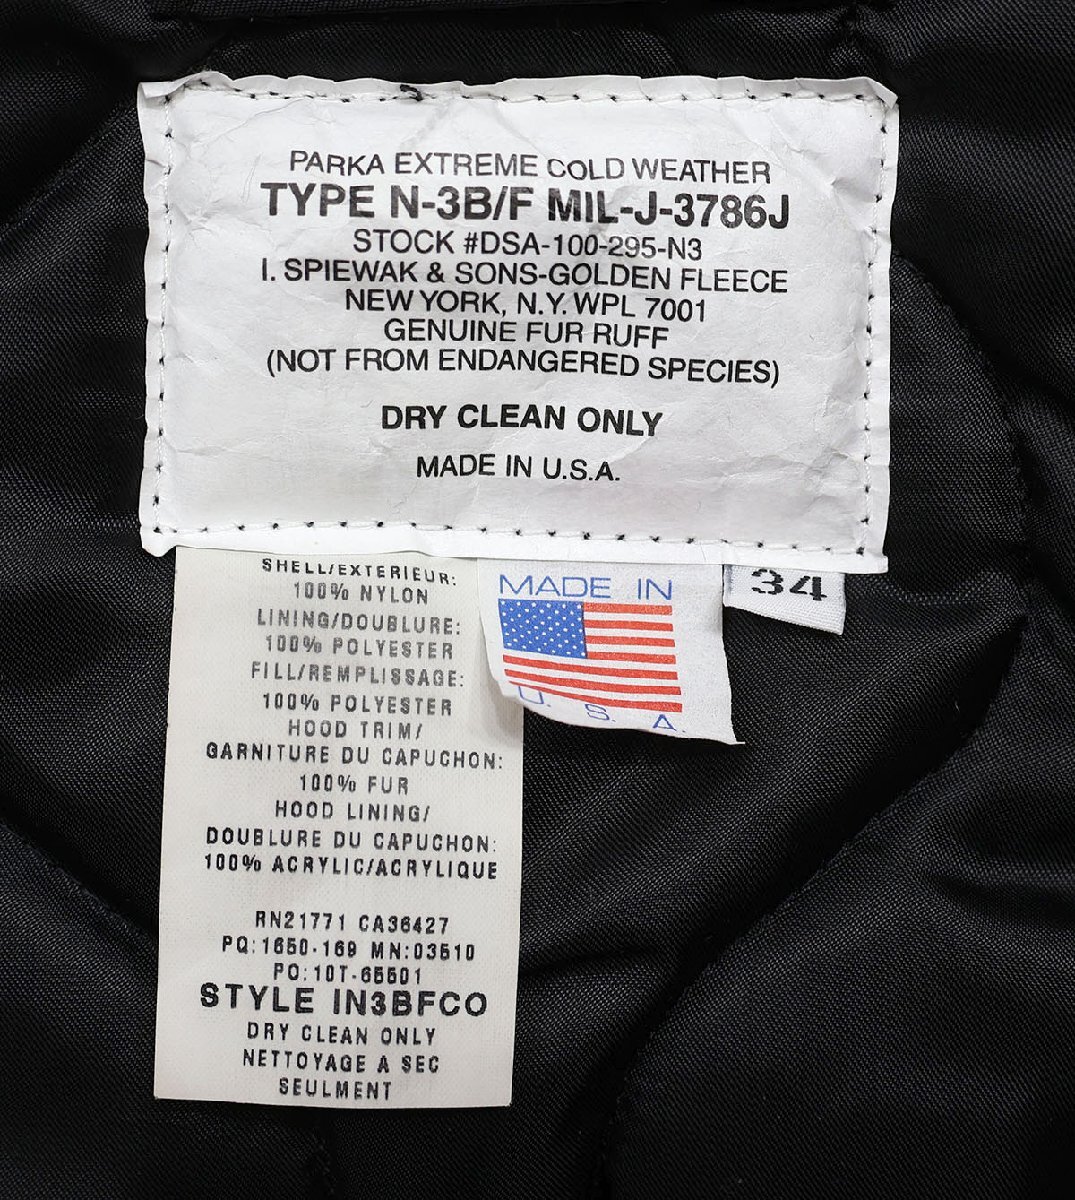 PARKA EXTREME COLD WEATHER
TYPE N-3B/F MIL-J-3786J
STOCK #DSA-100-295-N3
I. SPIEWAK & SONS-GOLDEN FLEECE
NEW YORK, N.Y. WPL 7001
GENUINE FUR RUFF
(NOT FROM ENDANGERED SPECIES)
DRY CLEAN ONLY
MADE IN U.S.A.
SHELL/EXTERIEUR:
100% NYLON
LINING/DOUBLURE:
100% POLYESTER
FILL/REMPLISSAGE:
100% POLYESTER
HOOD TRIM/
GARNITURE DU CAPUCHON:
100% FUR
HOOD LINING/
DOUBLURE DU CAPUCHON:
100% ACRYLIC/ACRYLIQUE
RN21771 CA36427
PQ:1650-169 MN:03510
PO:10T-65501
STYLE IN3BFCO
DRY CLEAN ONLY
NETTOYAGE A SEC
SEULMENT
MADE IN
U. S. A.
34